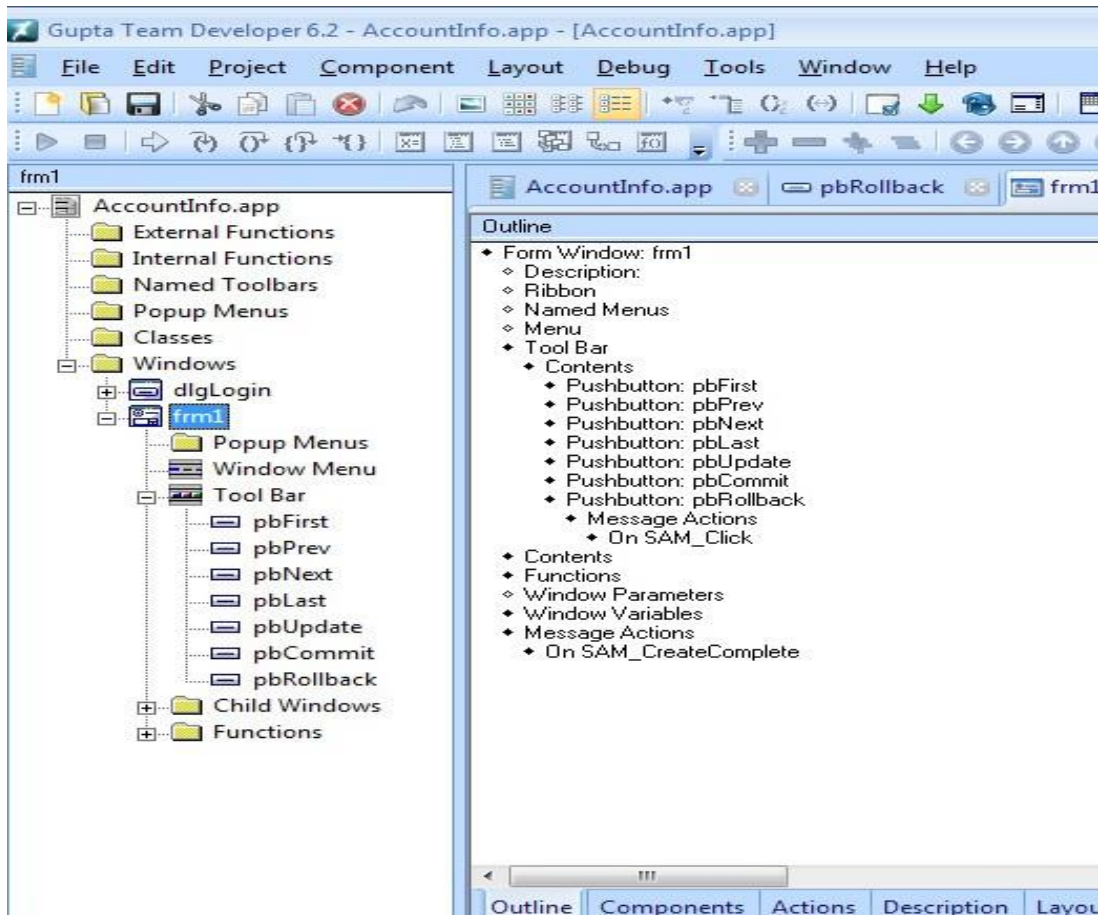 Gupta Team Developer 6.2 - AccountInfo.app - [AccountInfo.app]
File Edit Project Component Layout Debug Tools Window Help
frm1
AccountInfo.app
External Functions
Internal Functions
Named Toolbars
Popup Menus
Classes
Windows
dlgLogin
frm1
Popup Menus
Window Menu
Tool Bar
pbFirst
pbPrev
pbNext
pbLast
pbUpdate
pbCommit
pbRollback
Child Windows
Functions
AccountInfo.app pbRollback frm1
Outline
Form Window: frm1
Description:
Ribbon
Named Menus
Menu
Tool Bar
Contents
Pushbutton: pbFirst
Pushbutton: pbPrev
Pushbutton: pbNext
Pushbutton: pbLast
Pushbutton: pbUpdate
Pushbutton: pbCommit
Pushbutton: pbRollback
Message Actions
On SAM_Click
Contents
Functions
Window Parameters
Window Variables
Message Actions
On SAM_CreateComplete
Outline Components Actions Description Layou